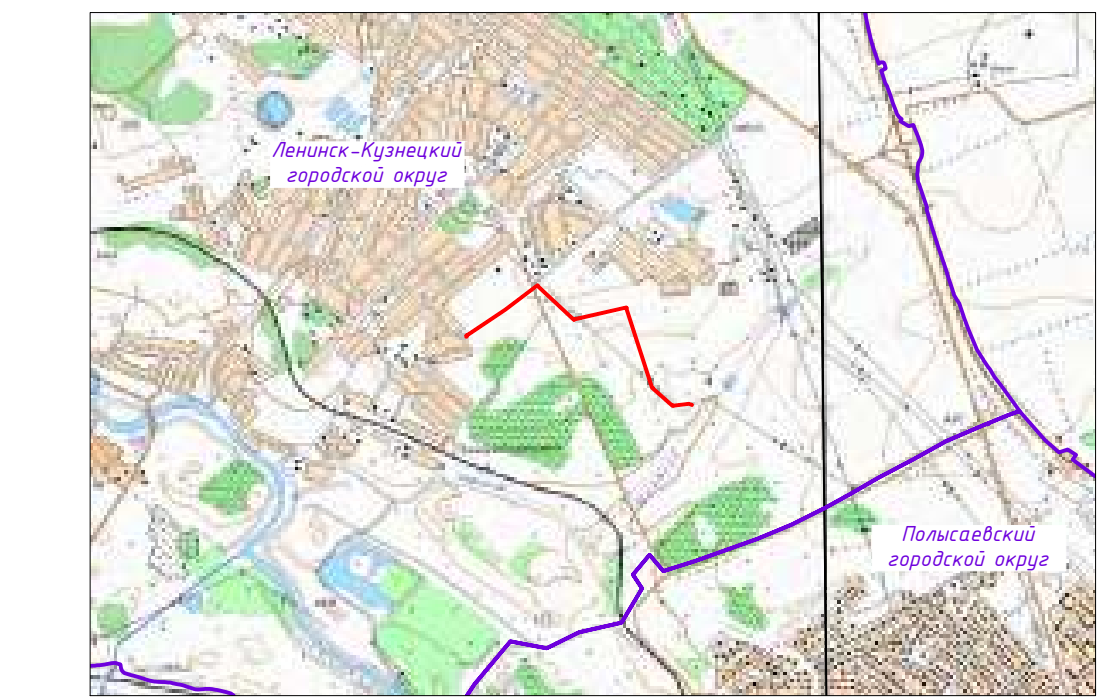 Ленинск-Кузнецкий
городской округ
Полысаевский
городской округ